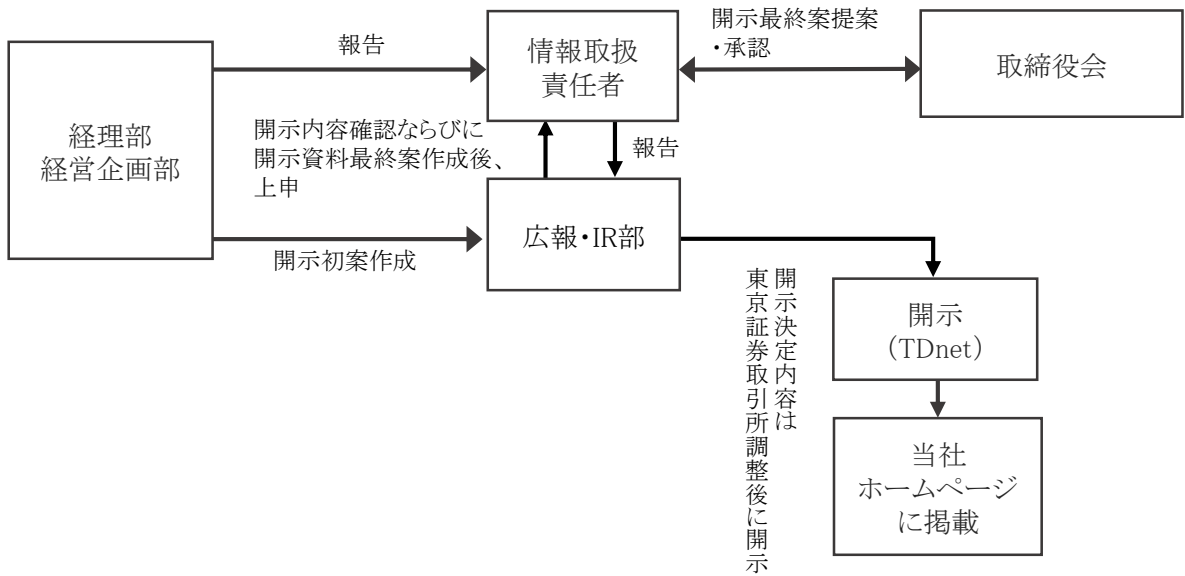 経理部
経営企画部
報告
情報取扱
責任者
開示最終案提案
・承認
取締役会
開示内容確認ならびに
開示資料最終案作成後、
上申
報告
開示初案作成
広報・IR部
開示決定内容は
東京証券取引所調整後に開示
開示
（TDnet）
当社
ホームページ
に掲載